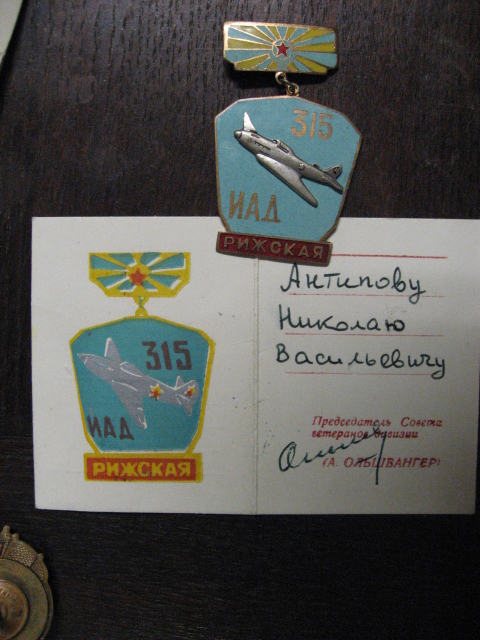 315
ИАД
РИЖСКАЯ
315
ИАД
РИЖСКАЯ
Антипову
Николаю
Васильевичу
Председатель Совета
ветеранов дивизии
(А. ОЛЬШВАНГЕР)